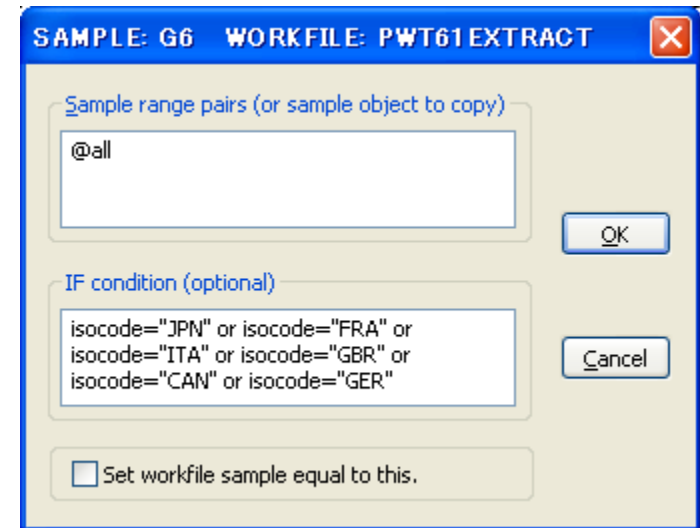 SAMPLE: G6 WORKFILE: PWT61EXTRACT
Sample range pairs (or sample object to copy)
@all
OK
IF condition (optional)
isocode="JPN" or isocode="FRA" or
isocode="ITA" or isocode="GBR" or
isocode="CAN" or isocode="GER"
Cancel
Set workfile sample equal to this.